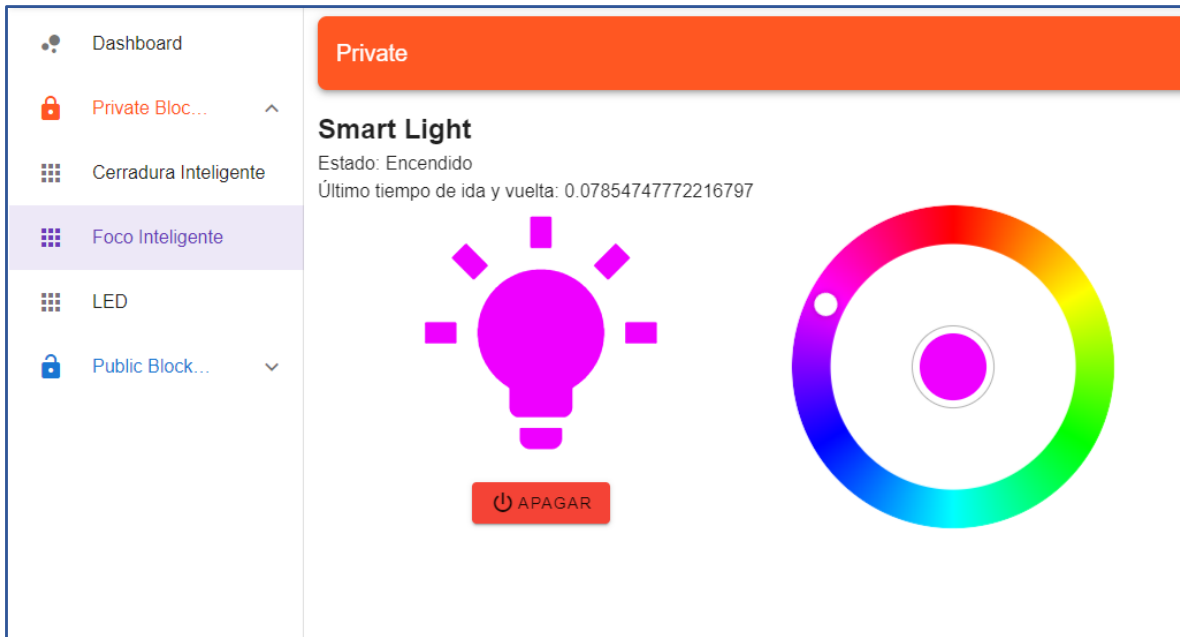 Dashboard
Private Bloc...
Cerradura Inteligente
Foco Inteligente
LED
Public Block...
Private
Smart Light
Estado: Encendido
Último tiempo de ida y vuelta: 0.07854747772216797
APAGAR